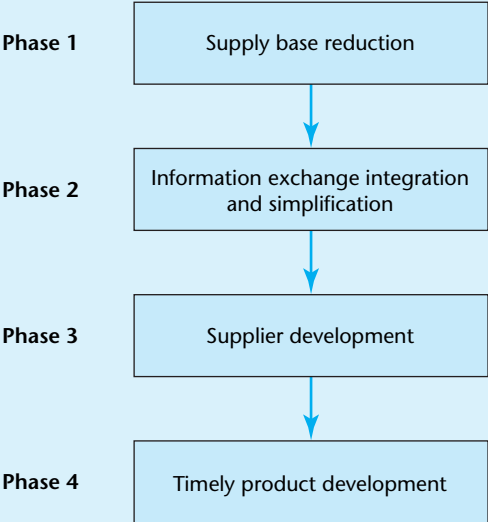 Phase 1
Supply base reduction
Phase 2
Information exchange integration
and simplification
Phase 3
Supplier development
Phase 4
Timely product development